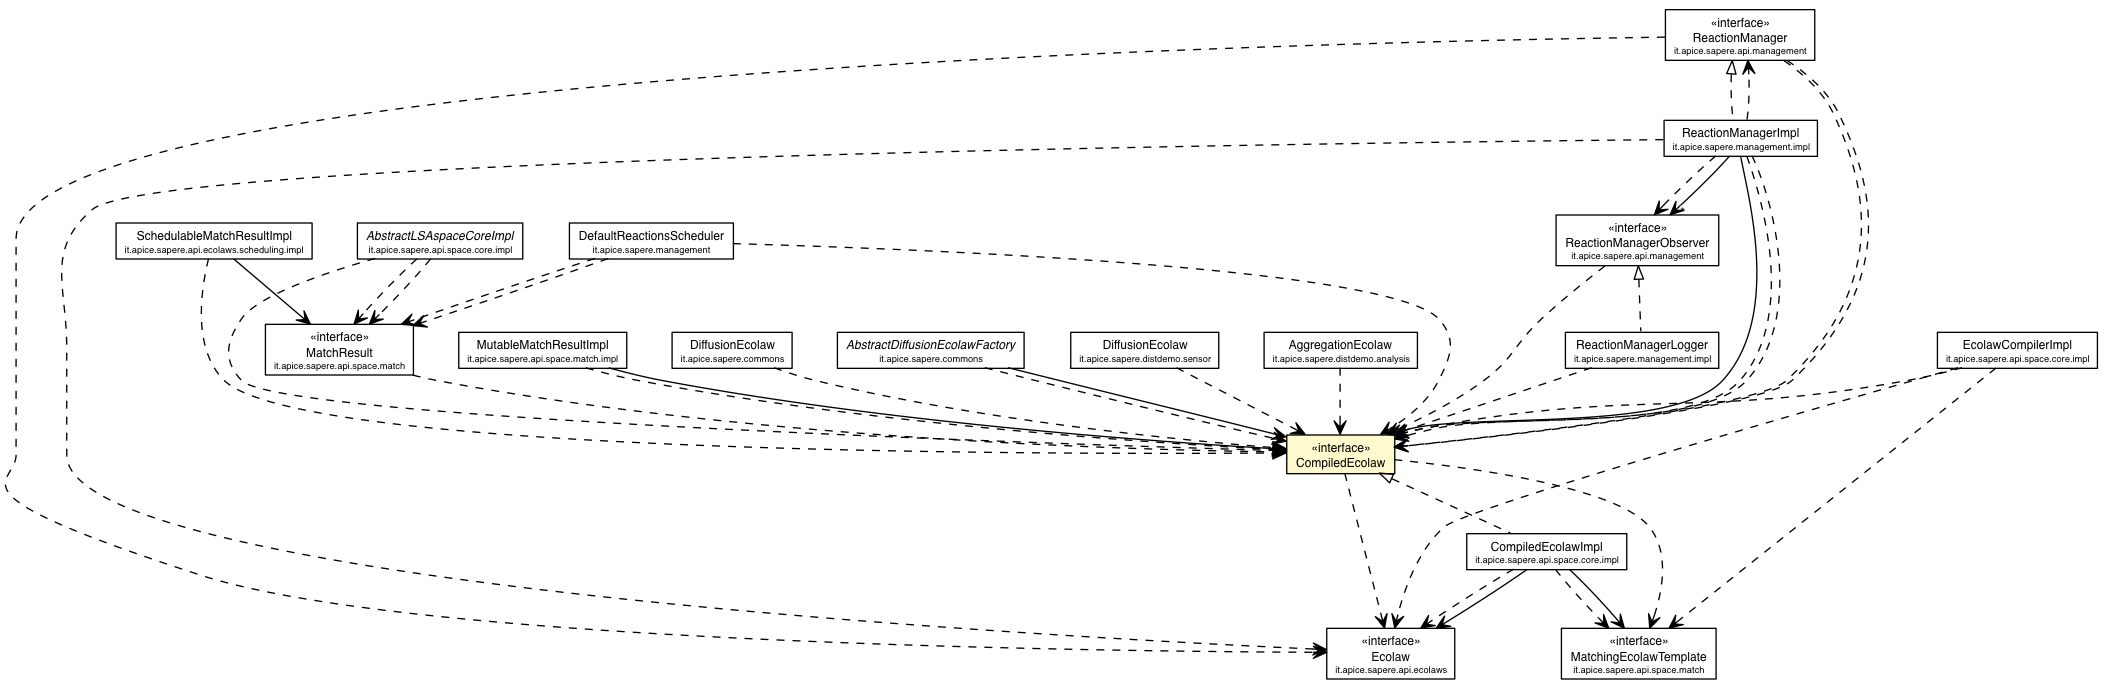 «interface»
ReactionManager
it.apice.sapere.api.management
ReactionManagerImpl
it.apice.sapere.management.impl
SchedulableMatchResultImpl
it.apice.sapere.api.ecolaws.scheduling.impl
AbstractLSAspaceCoreImpl
it.apice.sapere.api.space.core.impl
DefaultReactionsScheduler
it.apice.sapere.management
«interface»
ReactionManagerObserver
it.apice.sapere.api.management
«interface»
MatchResult
it.apice.sapere.api.space.match
MutableMatchResultImpl
it.apice.sapere.api.space.match.impl
DiffusionEcolaw
it.apice.sapere.commons
AbstractDiffusionEcolawFactory
it.apice.sapere.commons
DiffusionEcolaw
it.apice.sapere.distdemo.sensor
AggregationEcolaw
it.apice.sapere.distdemo.analysis
ReactionManagerLogger
it.apice.sapere.management.impl
EcolawCompilerImpl
it.apice.sapere.api.space.core.impl
«interface»
CompiledEcolaw
CompiledEcolawImpl
it.apice.sapere.api.space.core.impl
«interface»
Ecolaw
it.apice.sapere.api.ecolaws
«interface»
MatchingEcolawTemplate
it.apice.sapere.api.space.match